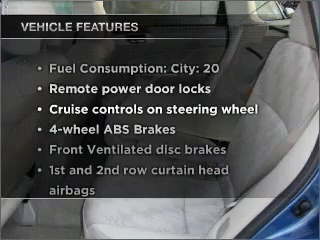 VEHICLE FEATURES
• Fuel Consumption: City: 20
• Remote power door locks
• Cruise controls on steering wheel
• 4-wheel ABS Brakes
• Front Ventilated disc brakes
• 1st and 2nd row curtain head
airbags